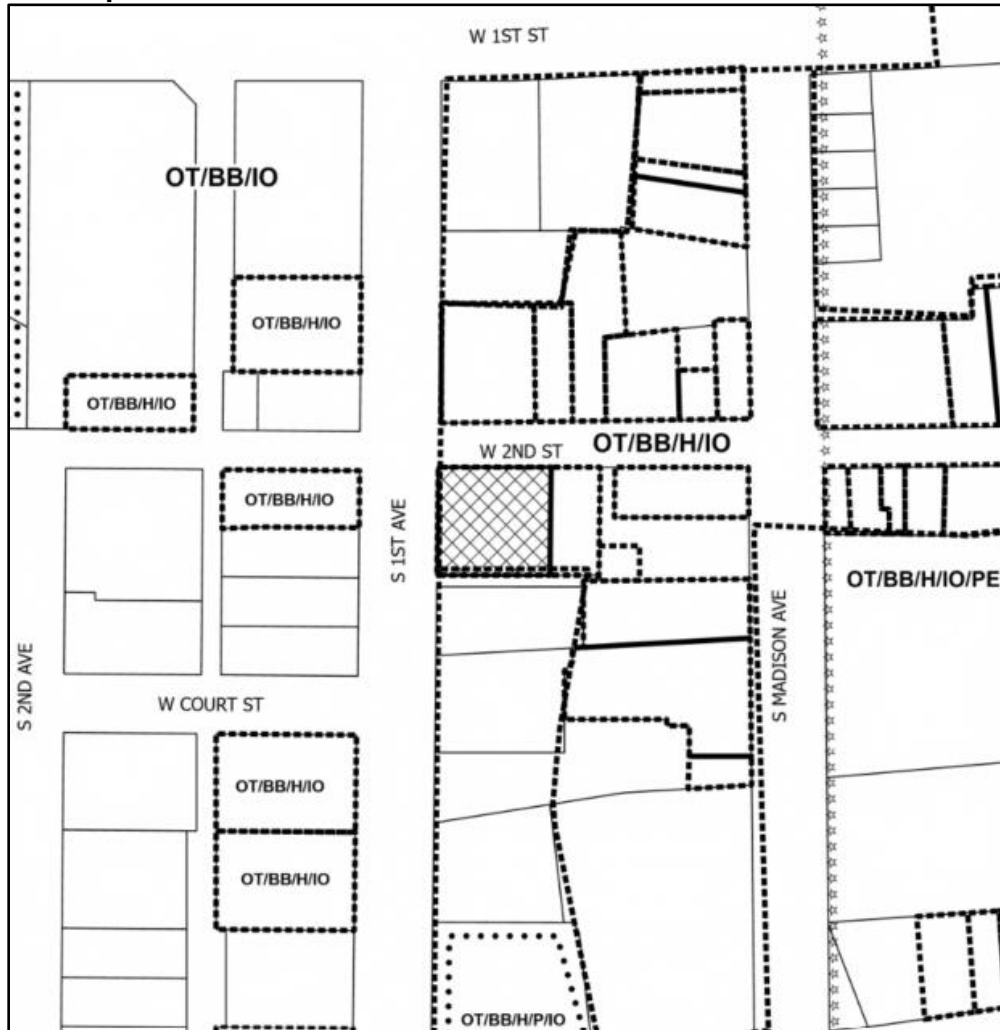 W 1ST ST
OT/BB/IO
OT/BB/H/IO
OT/BB/H/IO
W 2ND ST
OT/BB/H/IO
OT/BB/H/IO
S 1ST AVE
OT/BB/H/IO/PE
S 2ND AVE
S MADISON AVE
W COURT ST
OT/BB/H/IO
OT/BB/H/IO
OT/BB/H/P/IO